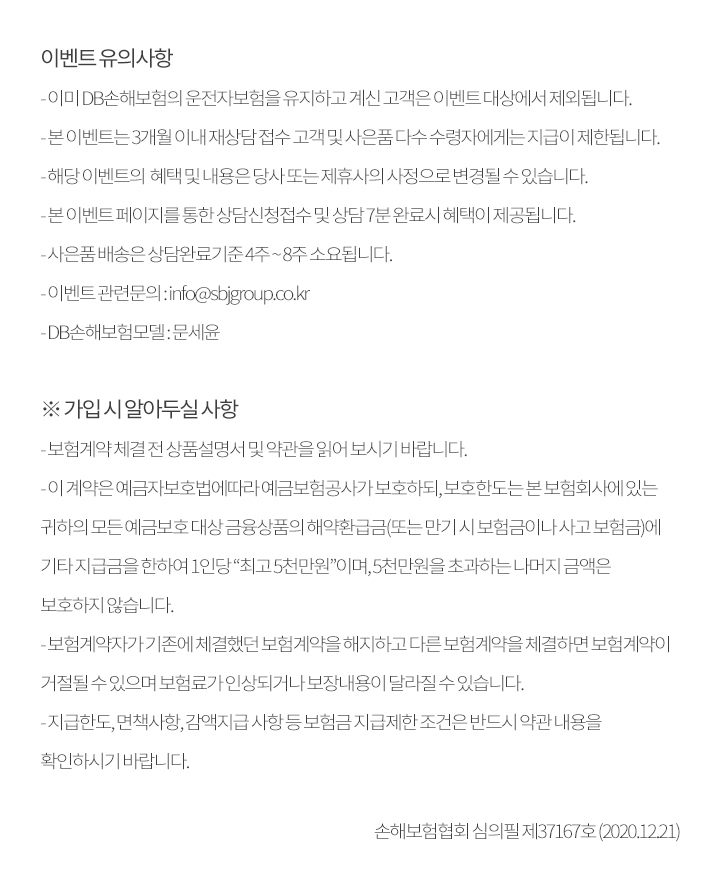 이벤트 유의사항
- 이미 DB손해보험의 운전자보험을 유지하고 계신 고객은 이벤트 대상에서 제외됩니다.
- 본 이벤트는 3개월 이내 재상담 접수 고객 및 사은품 다수 수령자에게는 지급이 제한됩니다.
- 해당 이벤트의 혜택 및 내용은 당사 또는 제휴사의 사정으로 변경될 수 있습니다.
- 본 이벤트 페이지를 통한 상담신청접수 및 상담 7분 완료시 혜택이 제공됩니다.
- 사은품 배송은 상담완료기준 4주 ~ 8주 소요됩니다.
- 이벤트 관련문의 : info@sbjgroup.co.kr
- DB손해보험모델 : 문세윤
※ 가입 시 알아두실 사항
- 보험계약 체결 전 상품설명서 및 약관을 읽어 보시기 바랍니다.
- 이 계약은 예금자보호법에따라 예금보험공사가 보호하되, 보호한도는 본 보험회사에 있는
귀하의 모든 예금보호 대상 금융상품의 해약환급금(또는 만기 시 보험금이나 사고 보험금)에
기타 지급금을 한하여 1인당 “최고 5천만원”이며, 5천만원을 초과하는 나머지 금액은
보호하지 않습니다.
- 보험계약자가 기존에 체결했던 보험계약을 해지하고 다른 보험계약을 체결하면 보험계약이
거절될 수 있으며 보험료가 인상되거나 보장내용이 달라질 수 있습니다.
- 지급한도, 면책사항, 감액지급 사항 등 보험금 지급제한 조건은 반드시 약관 내용을
확인하시기 바랍니다.
손해보험협회 심의필 제37167호 (2020.12.21)